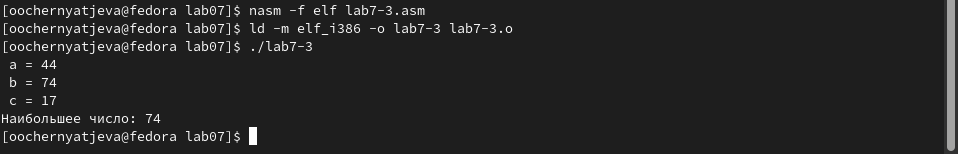 [oochernyatjeva@fedora lab07]$ nasm -f elf lab7-3.asm
[oochernyatjeva@fedora lab07]$ ld -m elf_i386 -o lab7-3 lab7-3.o
[oochernyatjeva@fedora lab07]$ ./lab7-3
a = 44
b = 74
c = 17
Наибольшее число: 74
[oochernyatjeva@fedora lab07]$